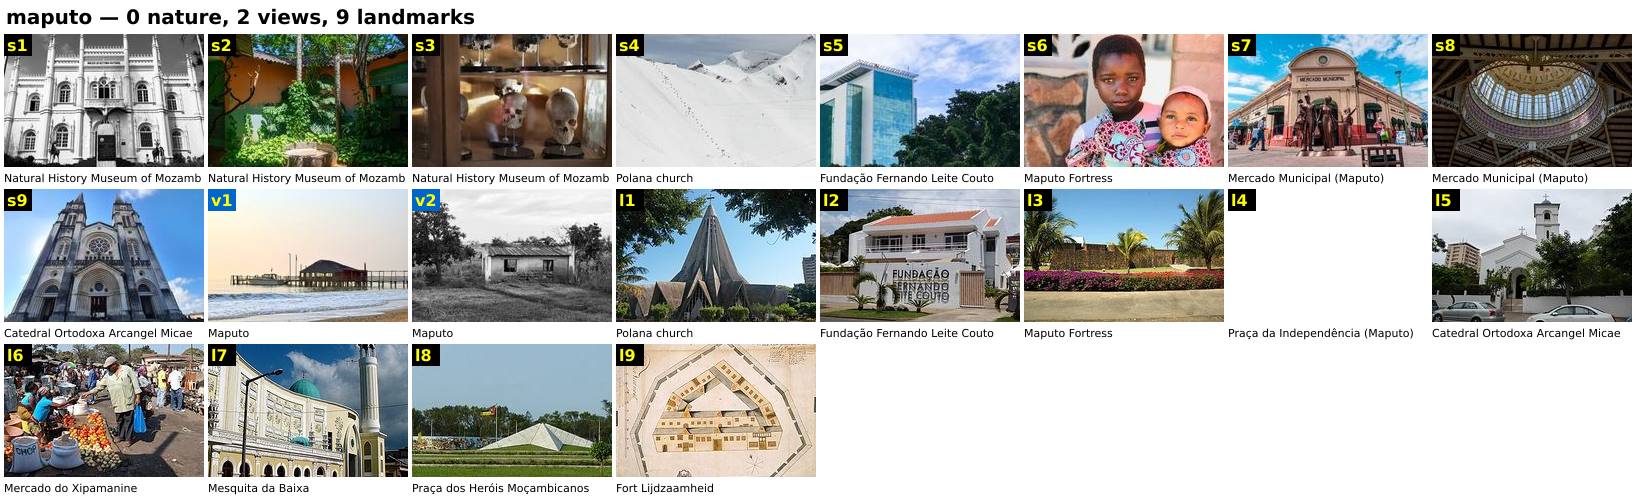 maputo — 0 nature, 2 views, 9 landmarks
s1
s2
s3
s4
s5
s6
s7
MERCADO MUNICIPAL
s8
Natural History Museum of Mozamb
Natural History Museum of Mozamb
Natural History Museum of Mozamb
Polana church
Fundação Fernando Leite Couto
Maputo Fortress
Mercado Municipal (Maputo)
Mercado Municipal (Maputo)
s9
v1
v2
l1
l2
FUNDAÇÃO
FERNANDO
LEITE COUTO
l3
l4
l5
Catedral Ortodoxa Arcangel Micae
Maputo
Maputo
Polana church
Fundação Fernando Leite Couto
Maputo Fortress
Praça da Independência (Maputo)
Catedral Ortodoxa Arcangel Micae
l6
CHOP
l7
l8
l9
Mercado do Xipamanine
Mesquita da Baixa
Praça dos Heróis Moçambicanos
Fort Lijdzaamheid